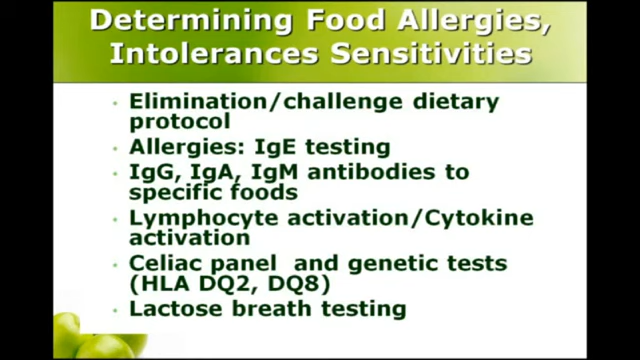 Determining Food Allergies,
Intolerances Sensitivities
• Elimination/challenge dietary
protocol
• Allergies: IgE testing
• IgG, IgA, IgM antibodies to
specific foods
• Lymphocyte activation/Cytokine
activation
• Celiac panel and genetic tests
(HLA DQ2, DQ8)
• Lactose breath testing